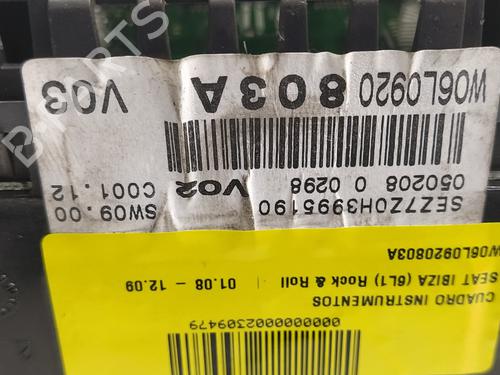 W06L0920 803A V03
V02
050208 0 0298
C001.12
SEZ7Z0H3995190
SW09.00
W06L0920803A
SEAT IBIZA (6L1) Rock & Roll | 01.08 - 12.09
CUADRO INSTRUMENTOS
0000000000002309479